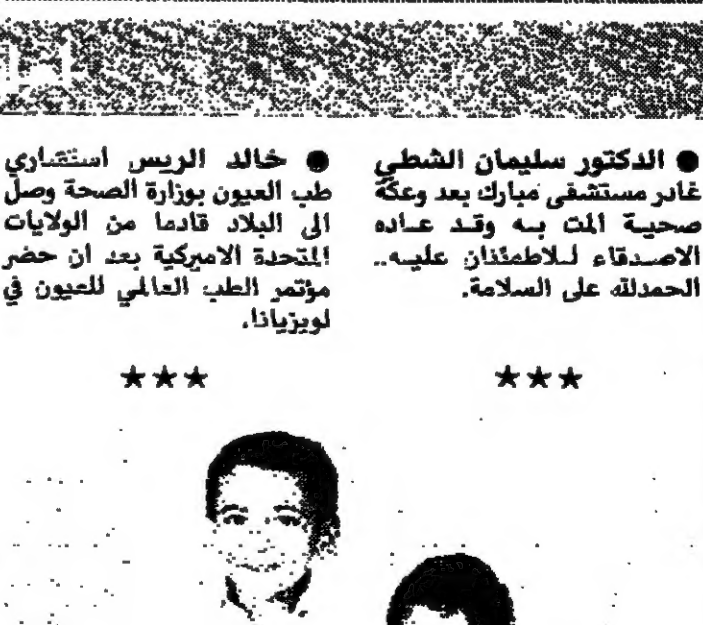 ● الدكتور سليمان الشطي
غادر مستشفى مبارك بعد وعكة
صحية المت به وقد عاده
الاصدقاء للاطمئنان عليه..
الحمدلله على السلامة.
★★★
● خالد الريس استشاري
طب العيون بوزارة الصحة وصل
الى البلاد قادما من الولايات
المتحدة الاميركية بعد ان حضر
مؤتمر الطب العالمي للعيون في
لويزيانا.
★★★